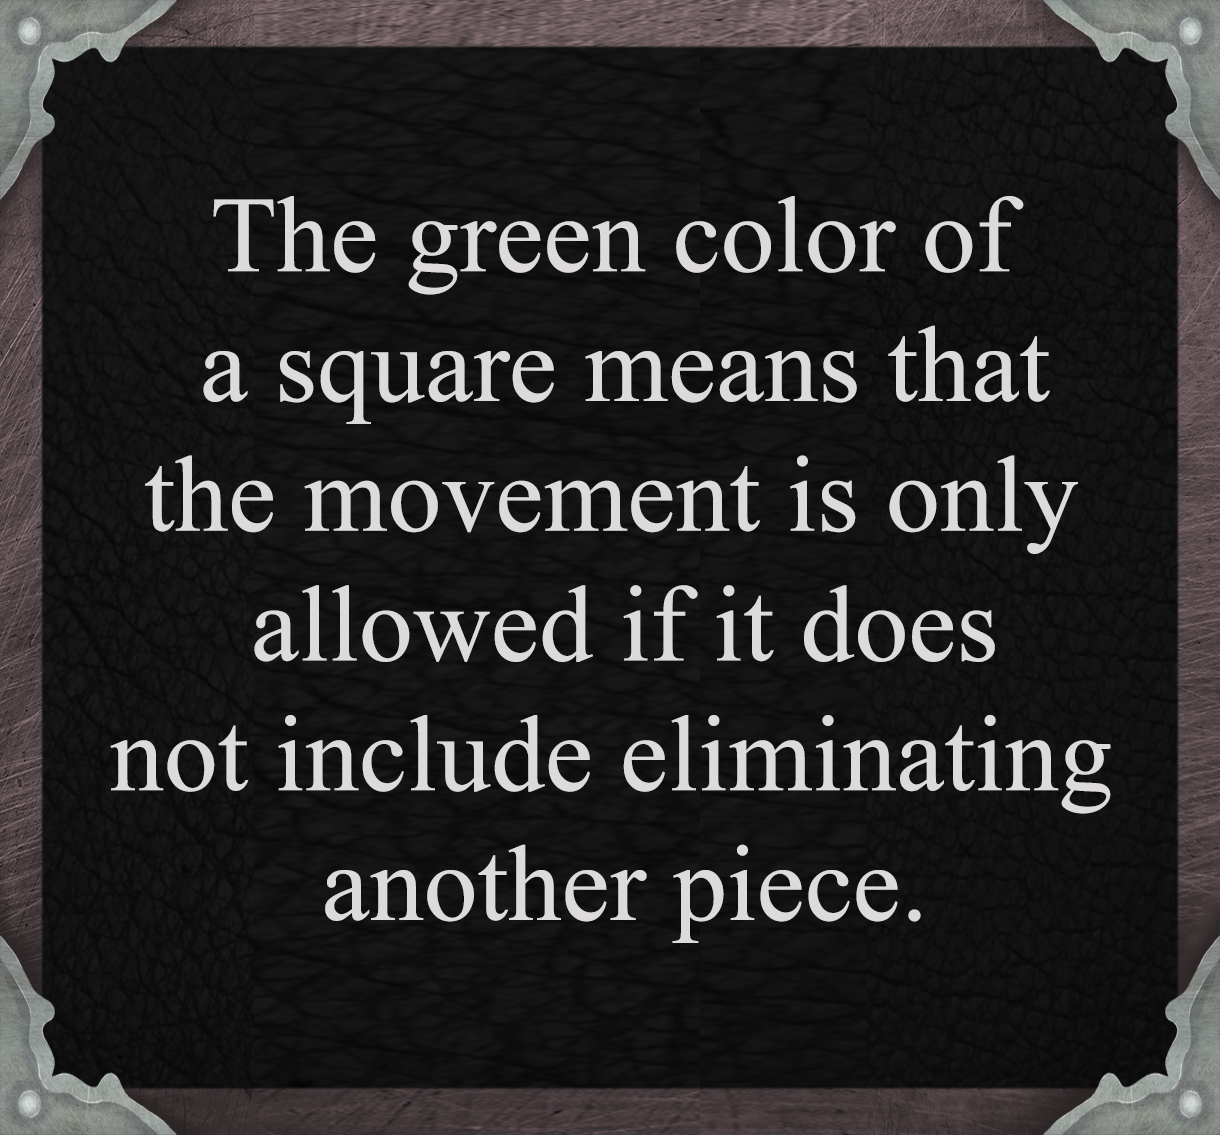 The green color of
a square means that
the movement is only
allowed if it does
not include eliminating
another piece.